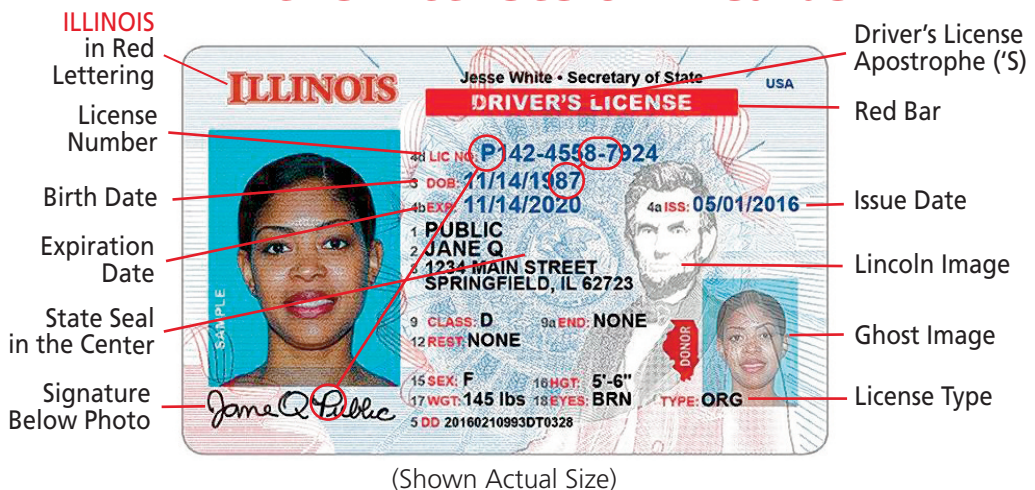 ILLINOIS
in Red
Lettering
License
Number
Birth Date
Expiration
Date
State Seal
in the Center
Signature
Below Photo
ILLINOIS
Jesse White • Secretary of State
USA
DRIVER'S LICENSE
4d LIC NO: P142-4558-7924
3 DOB: 11/14/1987
4b EXP: 11/14/2020
4a ISS: 05/01/2016
1 PUBLIC
2 JANE Q
8 1234 MAIN STREET
SPRINGFIELD, IL 62723
9 CLASS: D 9a END: NONE
12 REST: NONE
15 SEX: F 16 HGT: 5'-6"
17 WGT: 145 lbs 18 EYES: BRN
TYPE: ORG
5 DD 20160210993DT0328
SAMPLE
DONOR
Jane Q Public
Driver's License
Apostrophe ('S)
Red Bar
Issue Date
Lincoln Image
Ghost Image
License Type
(Shown Actual Size)